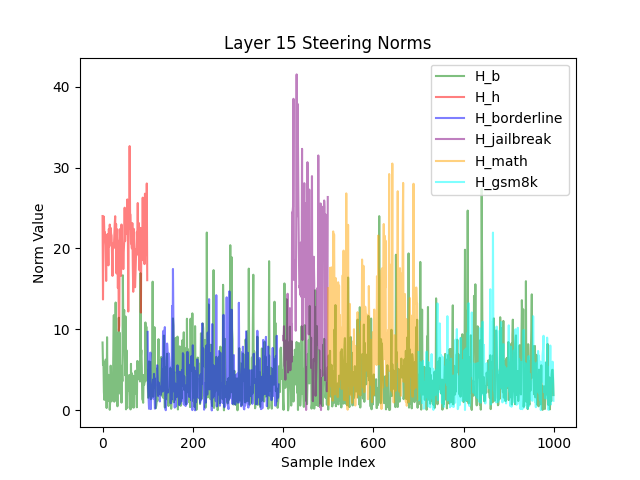 Layer 15 Steering Norms
H_b
H_h
H_borderline
H_jailbreak
H_math
H_gsm8k
40
30
20
10
0
Norm Value
0
200
400
600
800
1000
Sample Index